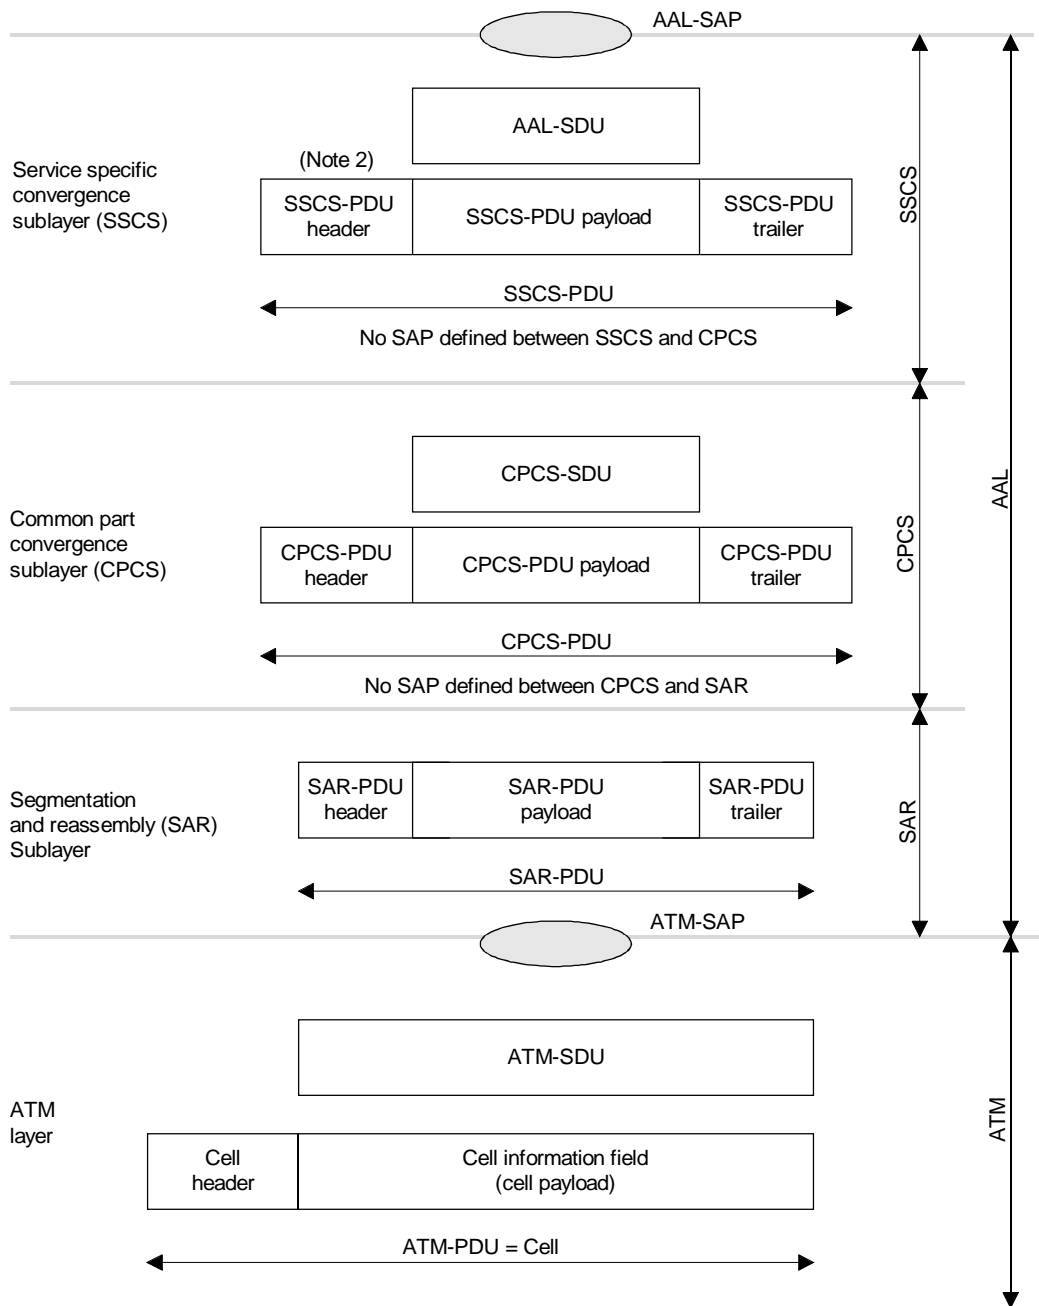 AAL-SAP
AAL-SDU
(Note 2)
Service specific
convergence
sublayer (SSCS)
SSCS-PDU
header
SSCS-PDU payload
SSCS-PDU
trailer
SSCS
SSCS-PDU
No SAP defined between SSCS and CPCS
CPCS-SDU
AAL
Common part
convergence
sublayer (CPCS)
CPCS-PDU
header
CPCS-PDU payload
CPCS-PDU
trailer
CPCS
CPCS-PDU
No SAP defined between CPCS and SAR
Segmentation
and reassembly (SAR)
Sublayer
SAR-PDU
header
SAR-PDU
payload
SAR-PDU
trailer
SAR
SAR-PDU
ATM-SAP
ATM-SDU
ATM
layer
ATM
Cell
header
Cell information field
(cell payload)
ATM-PDU = Cell